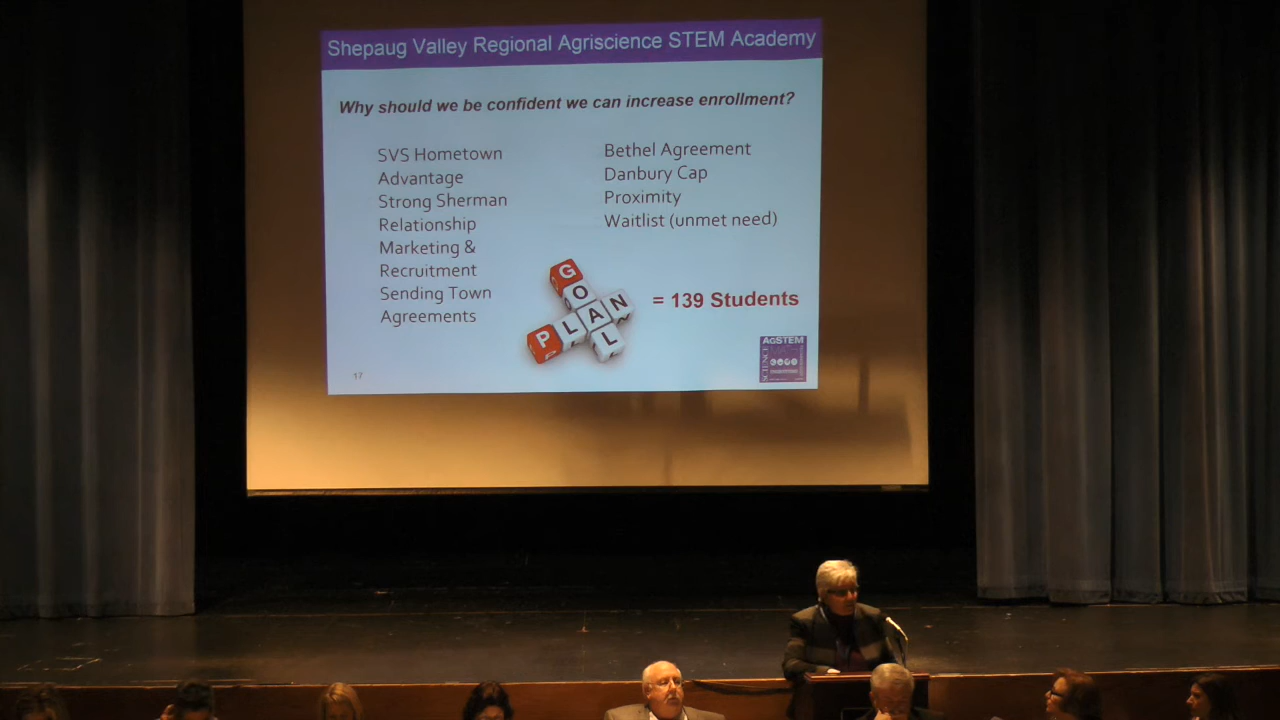 Shepaug Valley Regional Agriscience STEM Academy
Why should we be confident we can increase enrollment?
SVS Hometown
Advantage
Strong Sherman
Relationship
Marketing &
Recruitment
Sending Town
Agreements
Bethel Agreement
Danbury Cap
Proximity
Waitlist (unmet need)
GOAL
PLAN
= 139 Students
AGSTEM
SCIENCE
17